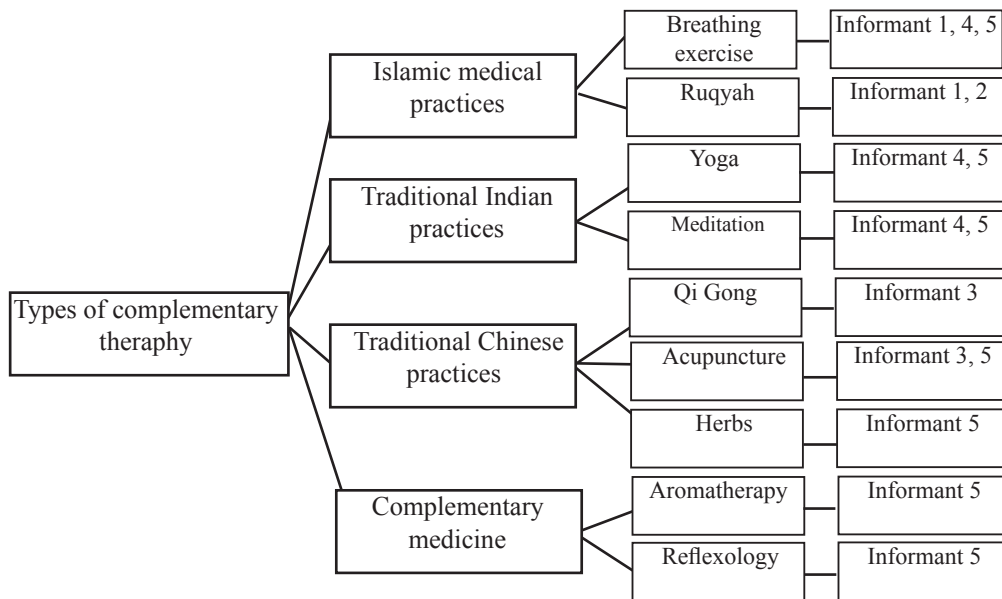 Types of complementary
theraphy
Islamic medical
practices
Breathing
exercise
Informant 1, 4, 5
Ruqyah
Informant 1, 2
Traditional Indian
practices
Yoga
Informant 4, 5
Meditation
Informant 4, 5
Traditional Chinese
practices
Qi Gong
Informant 3
Acupuncture
Informant 3, 5
Herbs
Informant 5
Complementary
medicine
Aromatherapy
Informant 5
Reflexology
Informant 5